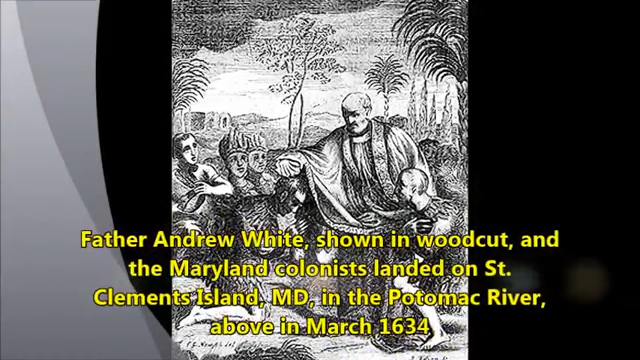 Father Andrew White, shown in woodcut, and
the Maryland colonists landed on St.
Clements Island, MD, in the Potomac River,
above in March 1634